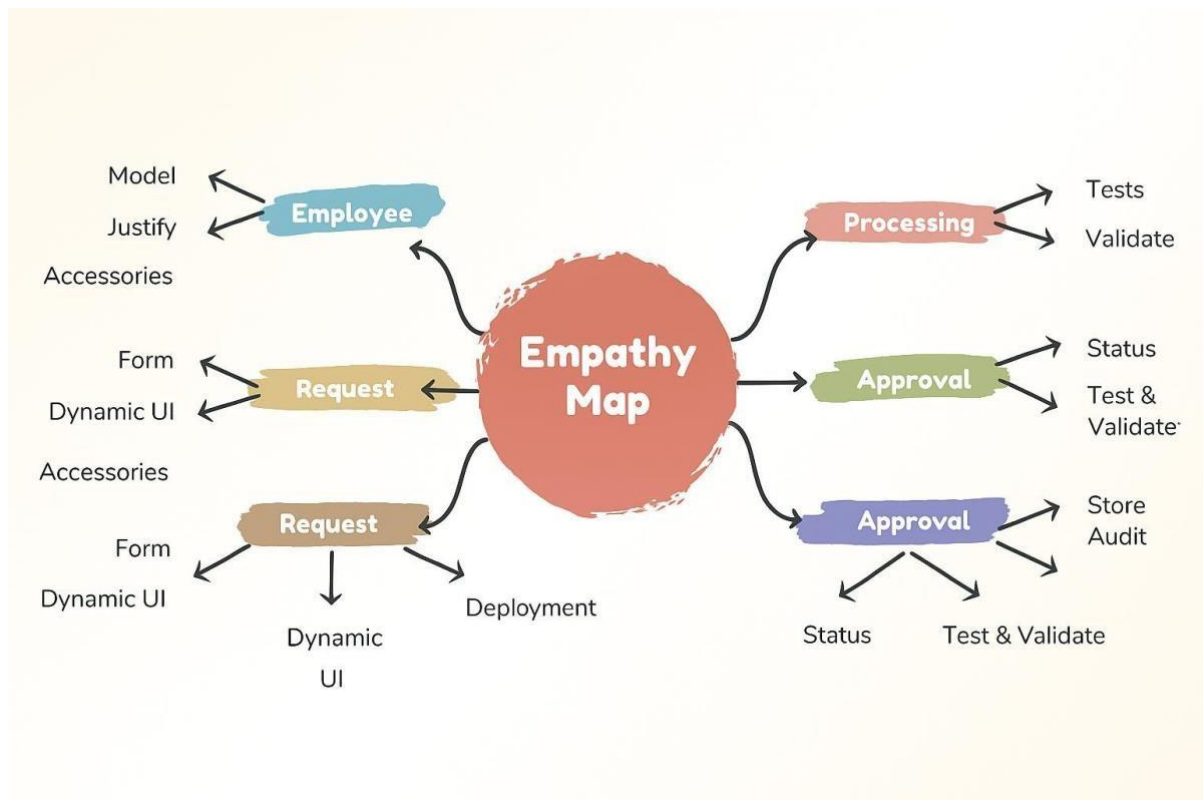 Model
Employee
Justify
Accessories
Form
Request
Dynamic UI
Accessories
Request
Form
Dynamic UI
Dynamic
UI
Deployment
Empathy
Map
Processing
Tests
Validate
Approval
Status
Test &
Validate
Approval
Store
Audit
Status
Test & Validate